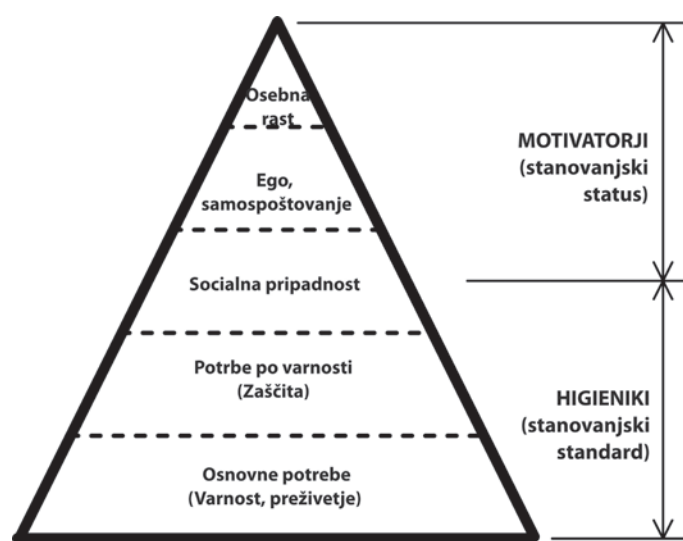 Osebna
rast
Ego,
samospoštovanje
Socialna pripadnost
Potrbe po varnosti
(Zaščita)
Osnovne potrebe
(Varnost, preživetje)
MOTIVATORJI
(stanovanjski
status)
HIGIENIKI
(stanovanjski
standard)